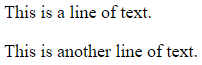 This is a line of text.
This is another line of text.